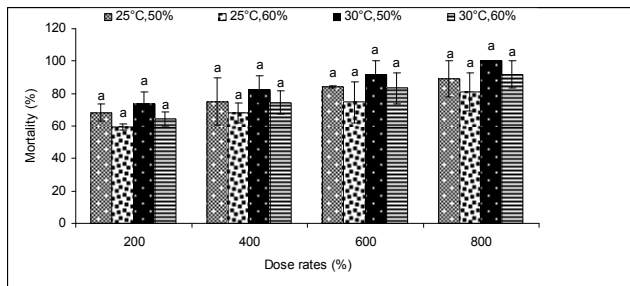 25°C,50% 25°C,60% 30°C,50% 30°C,60%
120
100
80
60
40
20
0
Mortality (%)
a a a a a a a a a a a a a a a a
200 400 600 800
Dose rates (%)